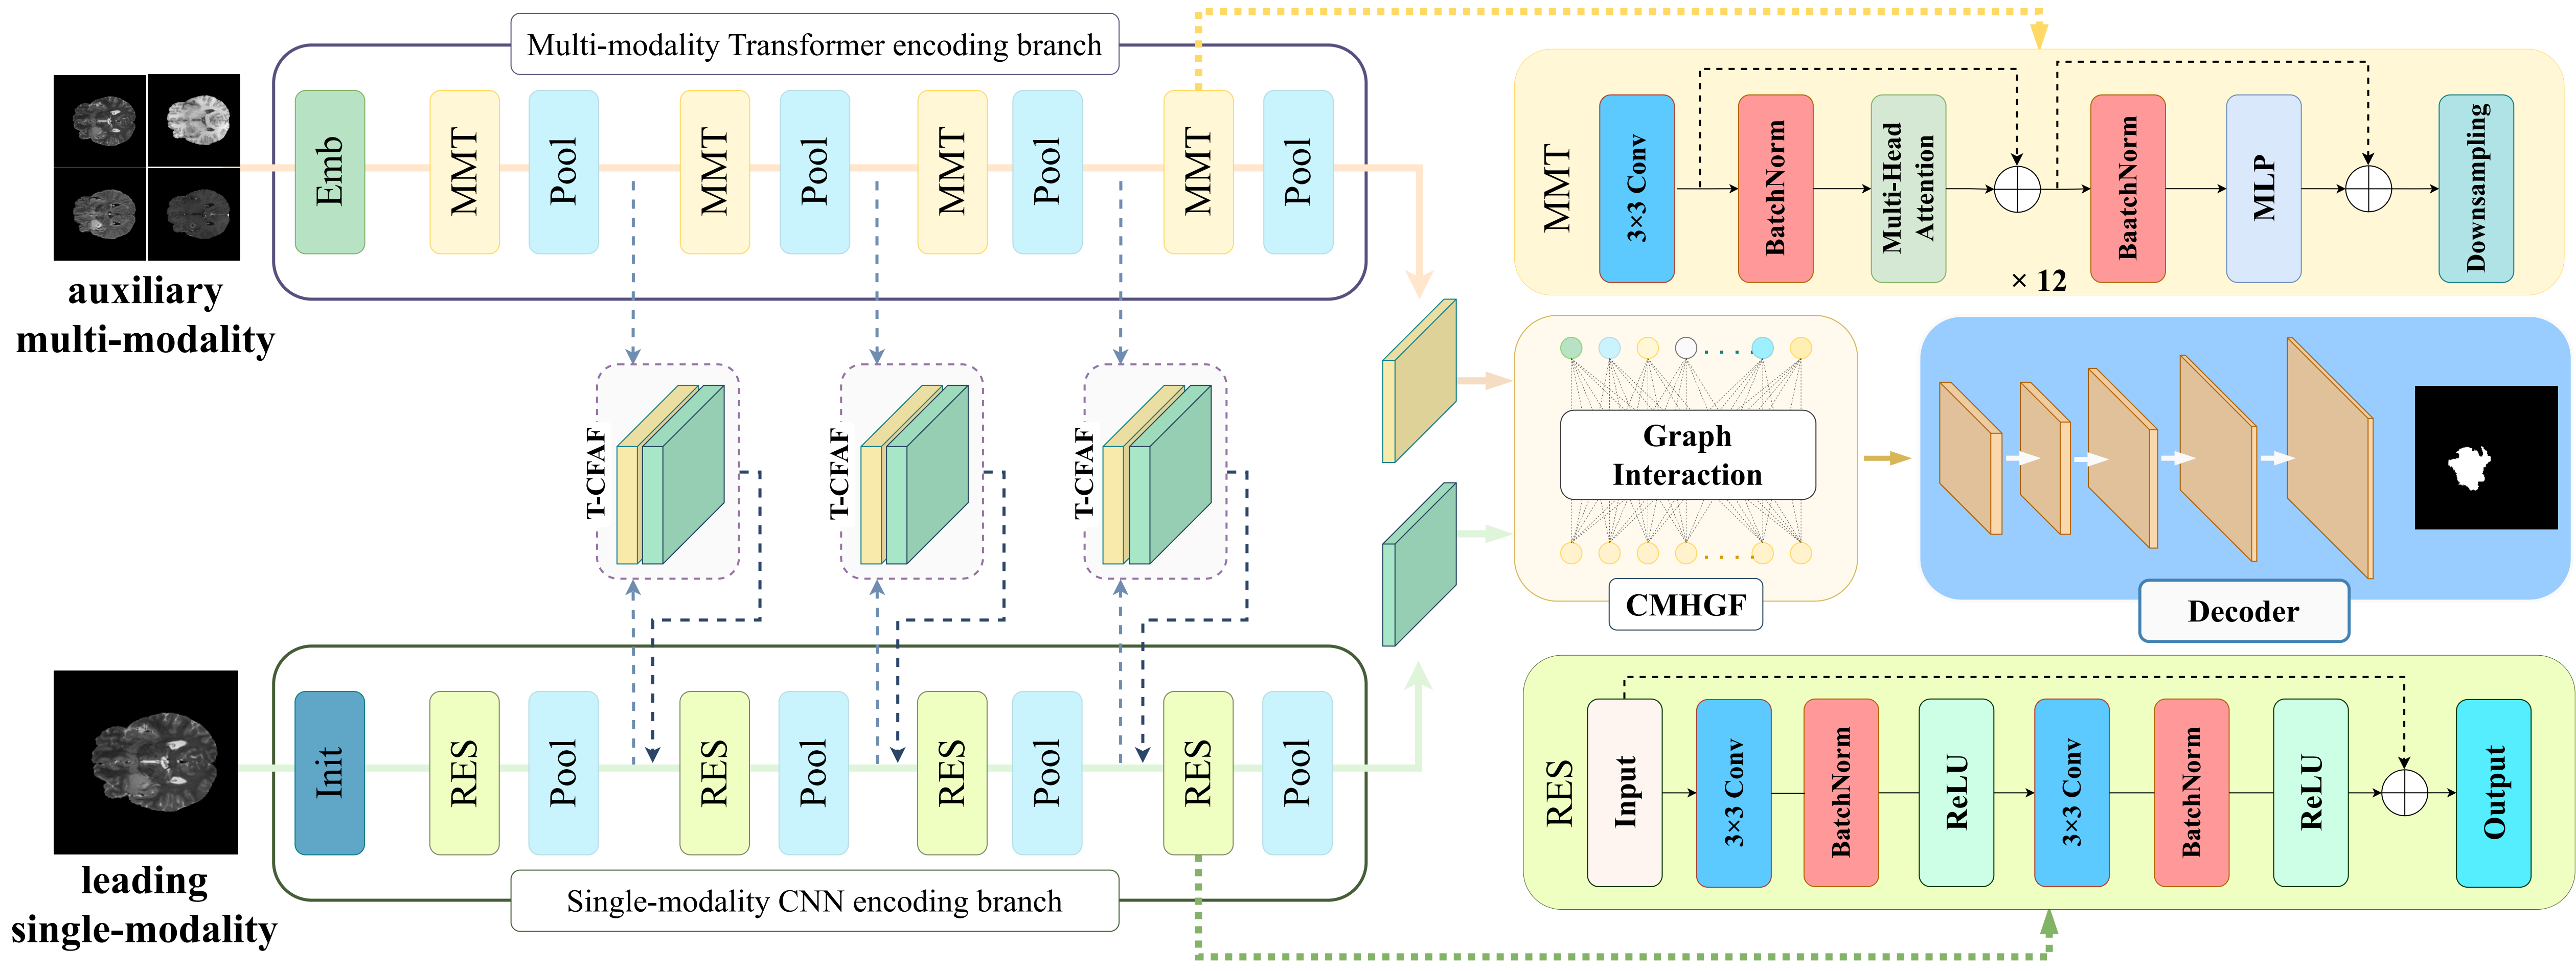 Multi-modality Transformer encoding branch
Emb
MMT
Pool
MMT
Pool
MMT
Pool
MMT
Pool
auxiliary
multi-modality
MMT
3×3 Conv
BatchNorm
Multi-Head
Attention
BaatchNorm
MLP
Downsampling
× 12
T-CFAF
T-CFAF
T-CFAF
Graph
Interaction
CMHGF
Decoder
Init
RES
Pool
RES
Pool
RES
Pool
RES
Pool
leading
single-modality
Single-modality CNN encoding branch
RES
Input
3×3 Conv
BatchNorm
ReLU
3×3 Conv
BatchNorm
ReLU
Output